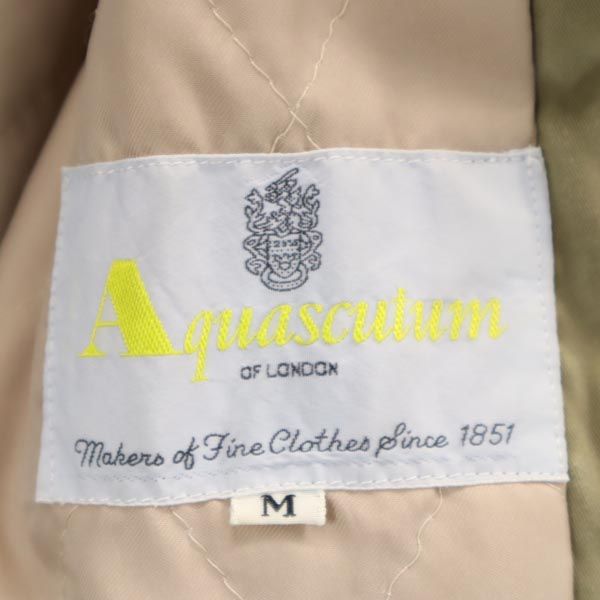 Aquascutum
OF LONDON
Makers of Fine Clothes Since 1851
M